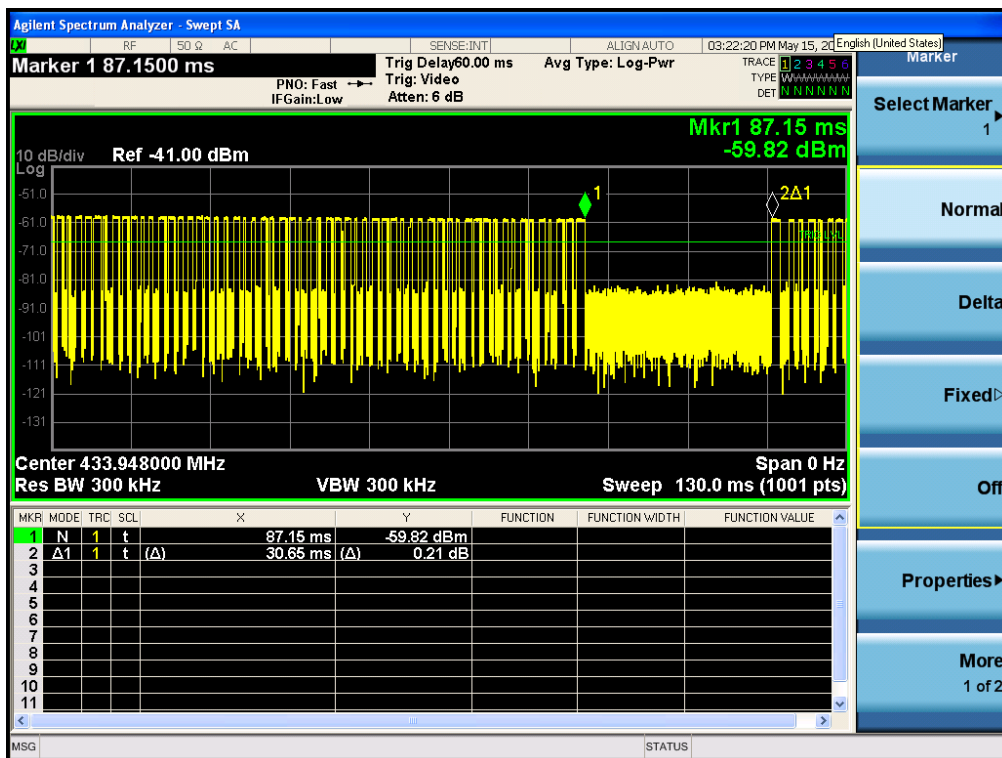 Agilent Spectrum Analyzer - Swept SA
LXI RF 50 Ω AC SENSE:INT ALIGN AUTO 03:22:20 PM May 15, 20
English (United States)
Marker 1 87.1500 ms
PNO: Fast
IFGain:Low
Trig Delay60.00 ms
Trig: Video
Atten: 6 dB
Avg Type: Log-Pwr
TRACE 1 2 3 4 5 6
TYPE WWWWWWW
DET N N N N N N
Mkr1 87.15 ms
-59.82 dBm
10 dB/div Ref -41.00 dBm
Log
-51.0
-61.0
-71.0
-81.0
-91.0
-101
-111
-121
-131
1
2Δ1
TRIG LVL
Center 433.948000 MHz Span 0 Hz
Res BW 300 kHz VBW 300 kHz Sweep 130.0 ms (1001 pts)
MKR MODE TRC SCL X Y FUNCTION FUNCTION WIDTH FUNCTION VALUE
1 N 1 t 87.15 ms -59.82 dBm
2 Δ1 1 t (Δ) 30.65 ms (Δ) 0.21 dB
3
4
5
6
7
8
9
10
11
MSG STATUS
Marker
Select Marker
1
Normal
Delta
Fixed
Off
Properties
More
1 of 2